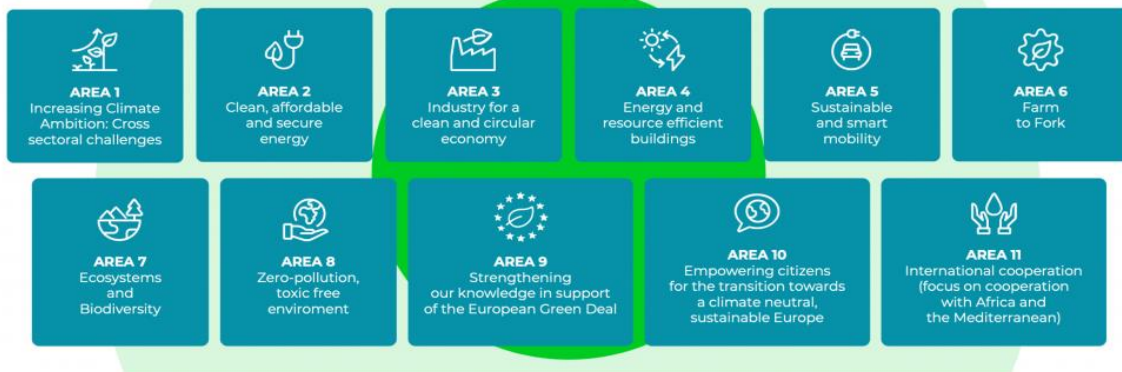 AREA 1
Increasing Climate
Ambition: Cross
sectoral challenges
AREA 2
Clean, affordable
and secure
energy
AREA 3
Industry for a
clean and circular
economy
AREA 4
Energy and
resource efficient
buildings
AREA 5
Sustainable
and smart
mobility
AREA 6
Farm
to Fork
AREA 7
Ecosystems
and
Biodiversity
AREA 8
Zero-pollution,
toxic free
enviroment
AREA 9
Strengthening
our knowledge in support
of the European Green Deal
AREA 10
Empowering citizens
for the transition towards
a climate neutral,
sustainable Europe
AREA 11
International cooperation
(focus on cooperation
with Africa and
the Mediterranean)